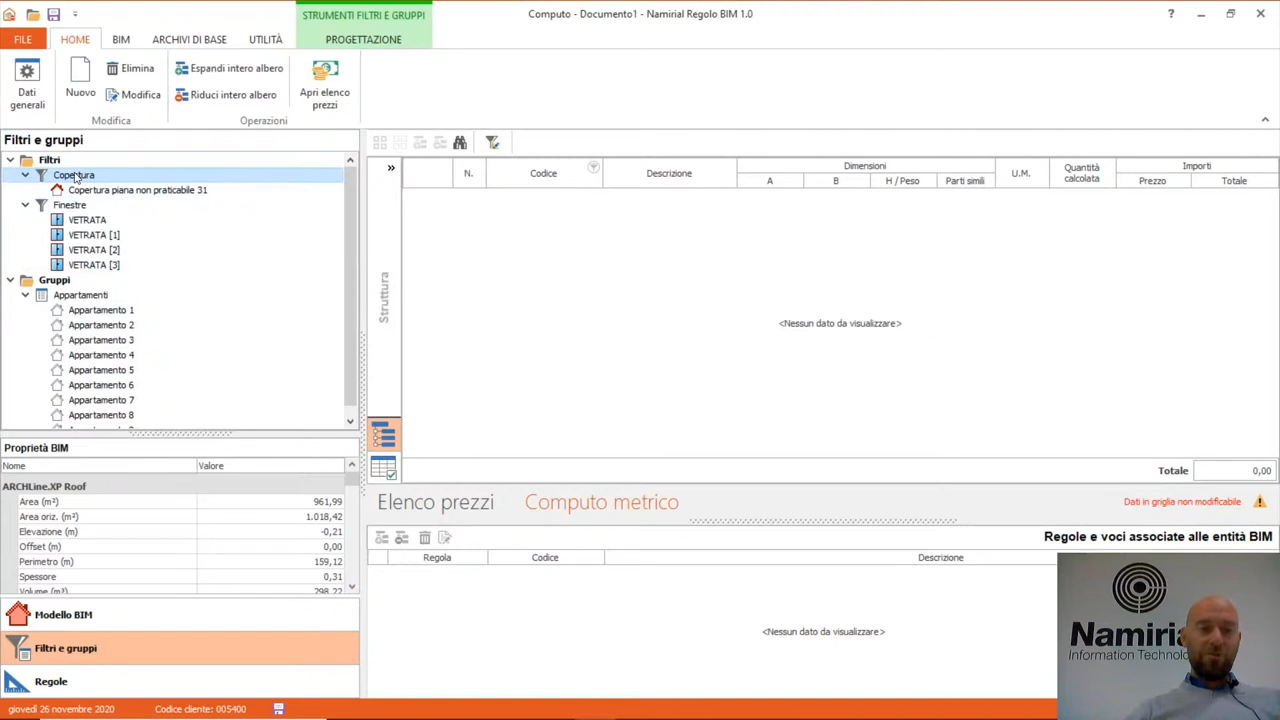 STRUMENTI FILTRI E GRUPPI
Computo - Documento1 - Namirial Regolo BIM 1.0
FILE
HOME
BIM
ARCHIVI DI BASE
UTILITÀ
PROGETTAZIONE
Dati generali
Nuovo
Elimina
Modifica
Espandi intero albero
Riduci intero albero
Apri elenco prezzi
Modifica
Operazioni
Filtri e gruppi
Filtri
Copertura
Copertura piana non praticabile 31
Finestre
VETRATA
VETRATA [1]
VETRATA [2]
VETRATA [3]
Gruppi
Appartamenti
Appartamento 1
Appartamento 2
Appartamento 3
Appartamento 4
Appartamento 5
Appartamento 6
Appartamento 7
Appartamento 8
Proprietà BIM
Nome Valore
ARCHLine.XP Roof
Area (m²) 961,99
Area oriz. (m²) 1.018,42
Elevazione (m) -0,21
Offset (m) 0,00
Perimetro (m) 159,12
Spessore 0,31
Volume (m³) 298,22
Modello BIM
Filtri e gruppi
Regole
giovedì 26 novembre 2020 Codice cliente: 005400
»
Struttura
N. Codice Descrizione Dimensioni U.M. Quantità calcolata Importi
A B H / Peso Parti simili Prezzo Totale
<Nessun dato da visualizzare>
Totale 0,00
Elenco prezzi Computo metrico Dati in griglia non modificabile
Regole e voci associate alle entità BIM
Regola Codice Descrizione
<Nessun dato da visualizzare>
Namiria
Information Technolo